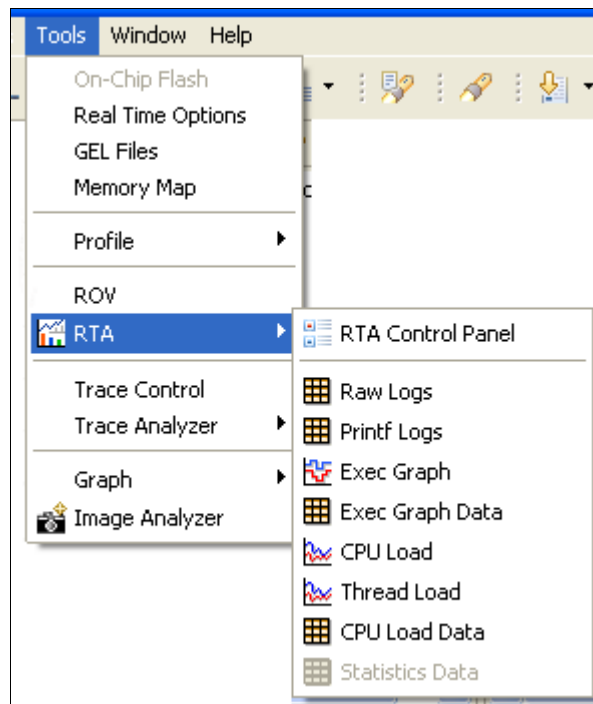 Tools Window Help
On-Chip Flash
Real Time Options
GEL Files
Memory Map
Profile
ROV
RTA
Trace Control
Trace Analyzer
Graph
Image Analyzer
RTA Control Panel
Raw Logs
Printf Logs
Exec Graph
Exec Graph Data
CPU Load
Thread Load
CPU Load Data
Statistics Data